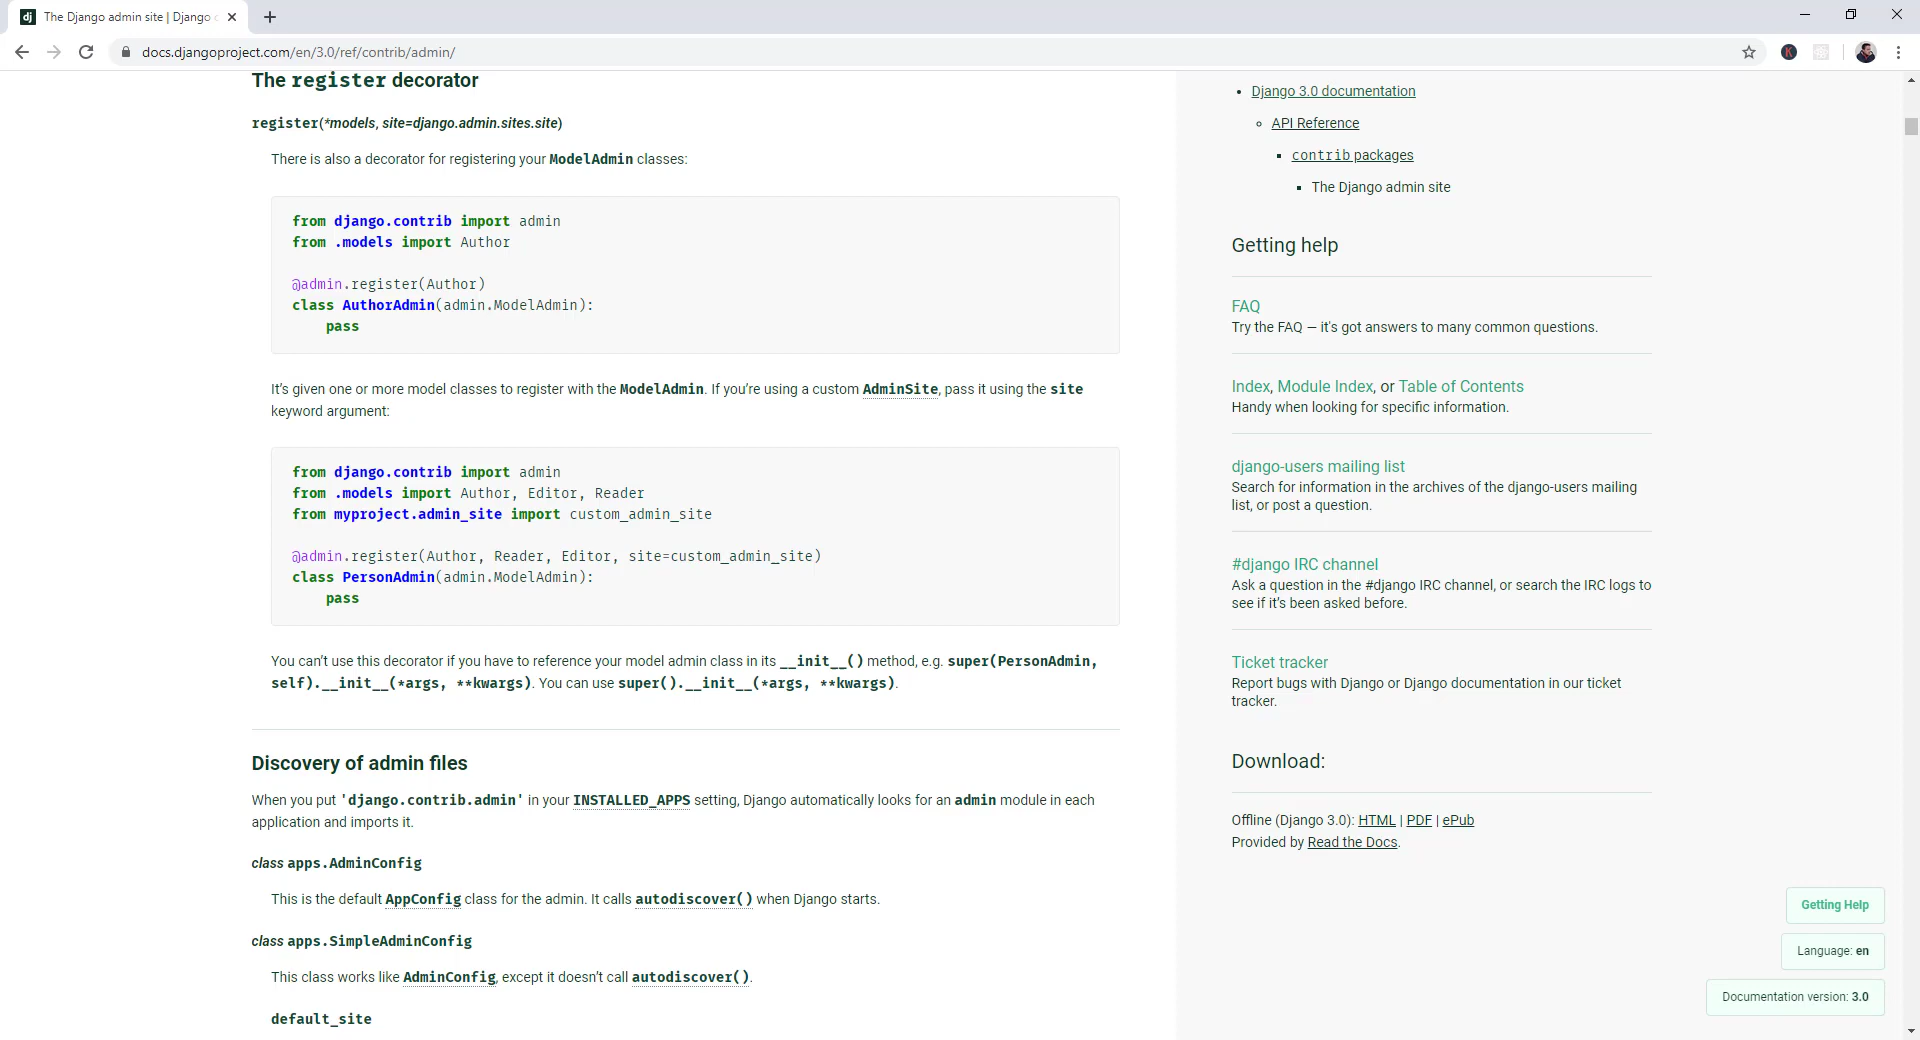 The Django admin site | Django
docs.djangoproject.com/en/3.0/ref/contrib/admin/
The register decorator
register(*models, site=django.admin.sites.site)
There is also a decorator for registering your ModelAdmin classes:
from django.contrib import admin
from .models import Author
@admin.register(Author)
class AuthorAdmin(admin.ModelAdmin):
    pass
It’s given one or more model classes to register with the ModelAdmin. If you’re using a custom AdminSite, pass it using the site
keyword argument:
from django.contrib import admin
from .models import Author, Editor, Reader
from myproject.admin_site import custom_admin_site
@admin.register(Author, Reader, Editor, site=custom_admin_site)
class PersonAdmin(admin.ModelAdmin):
    pass
You can’t use this decorator if you have to reference your model admin class in its __init__() method, e.g. super(PersonAdmin,
self).__init__(*args, **kwargs). You can use super().__init__(*args, **kwargs).
Discovery of admin files
When you put 'django.contrib.admin' in your INSTALLED_APPS setting, Django automatically looks for an admin module in each
application and imports it.
class apps.AdminConfig
This is the default AppConfig class for the admin. It calls autodiscover() when Django starts.
class apps.SimpleAdminConfig
This class works like AdminConfig, except it doesn’t call autodiscover().
default_site
Django 3.0 documentation
API Reference
contrib packages
The Django admin site
Getting help
FAQ
Try the FAQ — it's got answers to many common questions.
Index, Module Index, or Table of Contents
Handy when looking for specific information.
django-users mailing list
Search for information in the archives of the django-users mailing
list, or post a question.
#django IRC channel
Ask a question in the #django IRC channel, or search the IRC logs to
see if it’s been asked before.
Ticket tracker
Report bugs with Django or Django documentation in our ticket
tracker.
Download:
Offline (Django 3.0): HTML | PDF | ePub
Provided by Read the Docs.
Getting Help
Language: en
Documentation version: 3.0